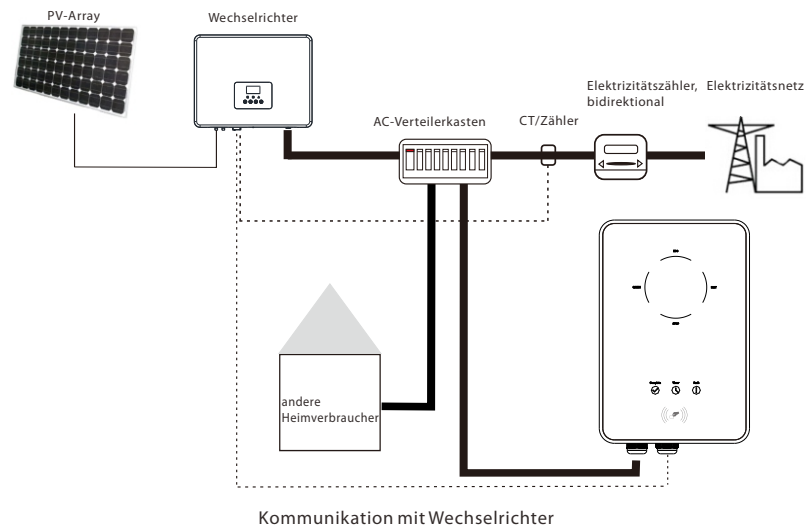 PV-Array
Wechselrichter
Elektrizitätszähler,
bidirektional
Elektrizitätsnetz
AC-Verteilerkasten
CT/Zähler
andere
Heimverbraucher
Kommunikation mit Wechselrichter